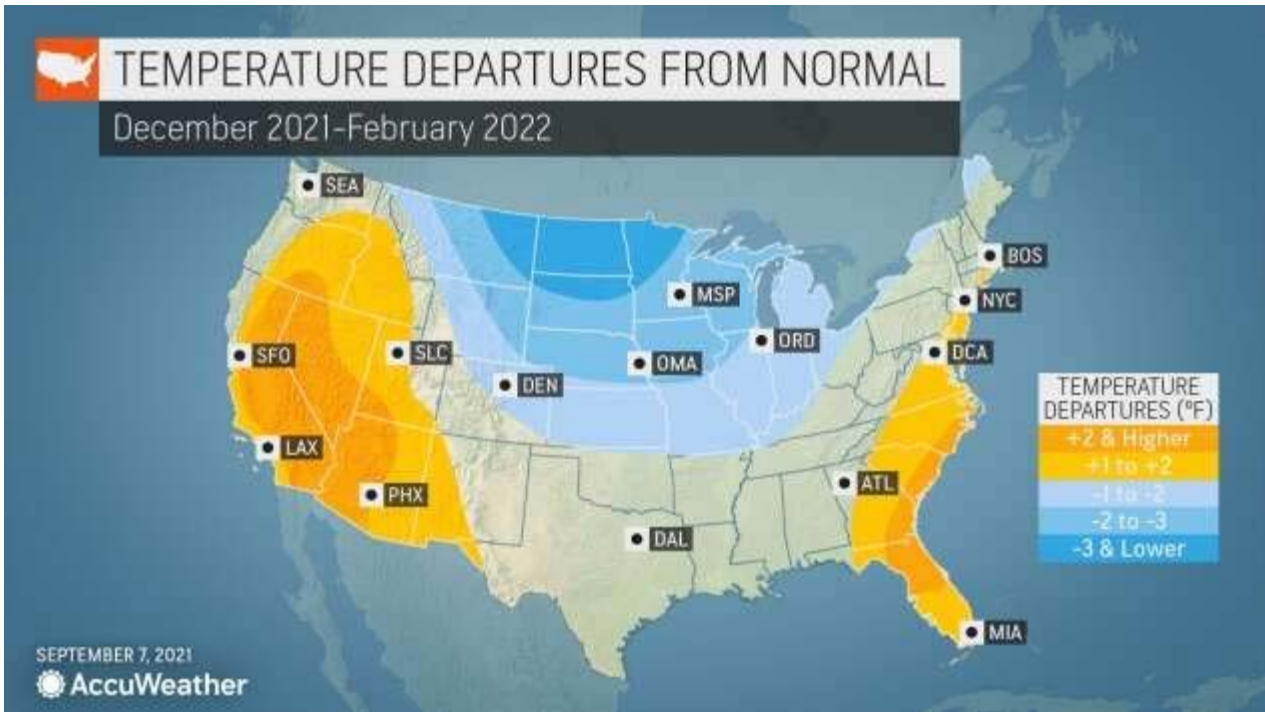 TEMPERATURE DEPARTURES FROM NORMAL
December 2021-February 2022
SEA
BOS
MSP
NYC
ORD
SFO
SLC
DCA
OMA
DEN
LAX
PHX
ATL
DAL
MIA
TEMPERATURE
DEPARTURES (°F)
+2 & Higher
+1 to +2
-1 to -2
-2 to -3
-3 & Lower
SEPTEMBER 7, 2021
AccuWeather